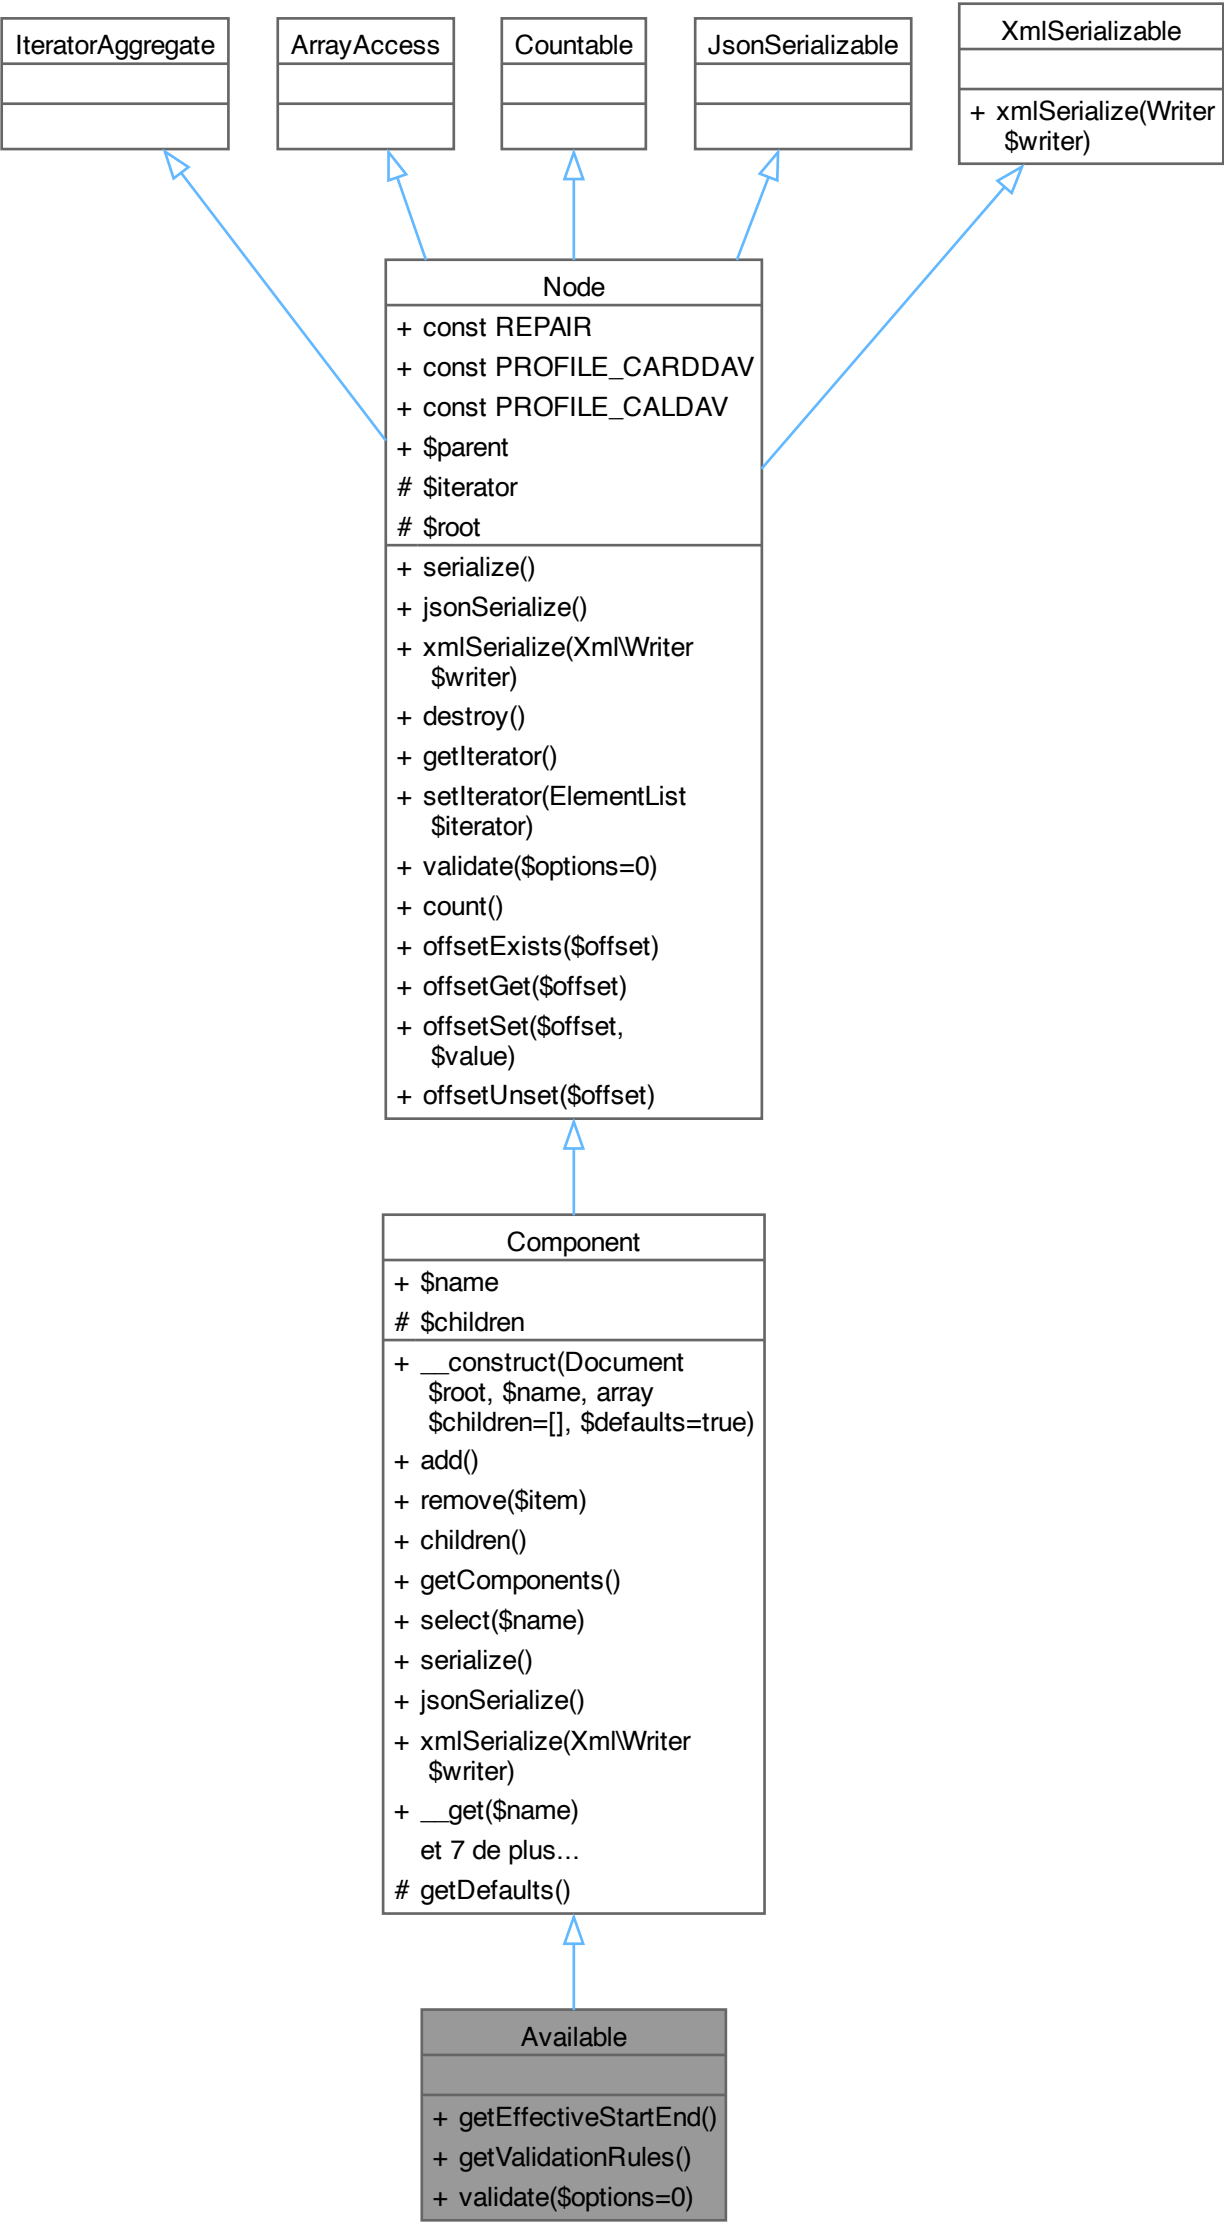 IteratorAggregate
ArrayAccess
Countable
JsonSerializable
XmlSerializable
+ xmlSerialize(Writer
$writer)
Node
+ const REPAIR
+ const PROFILE_CARDDAV
+ const PROFILE_CALDAV
+ $parent
# $iterator
# $root
+ serialize()
+ jsonSerialize()
+ xmlSerialize(Xml\Writer
$writer)
+ destroy()
+ getIterator()
+ setIterator(ElementList
$iterator)
+ validate($options=0)
+ count()
+ offsetExists($offset)
+ offsetGet($offset)
+ offsetSet($offset,
$value)
+ offsetUnset($offset)
Component
+ $name
# $children
+ __construct(Document
$root, $name, array
$children=[], $defaults=true)
+ add()
+ remove($item)
+ children()
+ getComponents()
+ select($name)
+ serialize()
+ jsonSerialize()
+ xmlSerialize(Xml\Writer
$writer)
+ __get($name)
et 7 de plus...
# getDefaults()
Available
+ getEffectiveStartEnd()
+ getValidationRules()
+ validate($options=0)